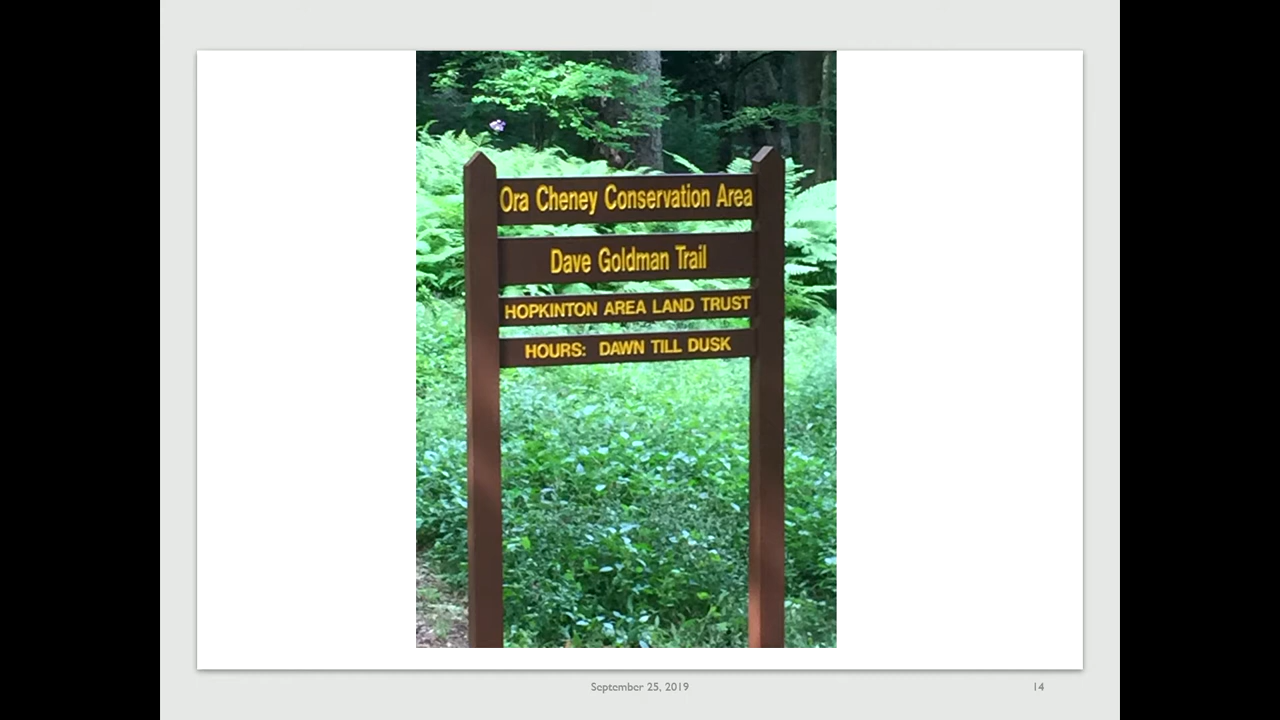 Ora Cheney Conservation Area
Dave Goldman Trail
HOPKINTON AREA LAND TRUST
HOURS: DAWN TILL DUSK
September 25, 2019
14